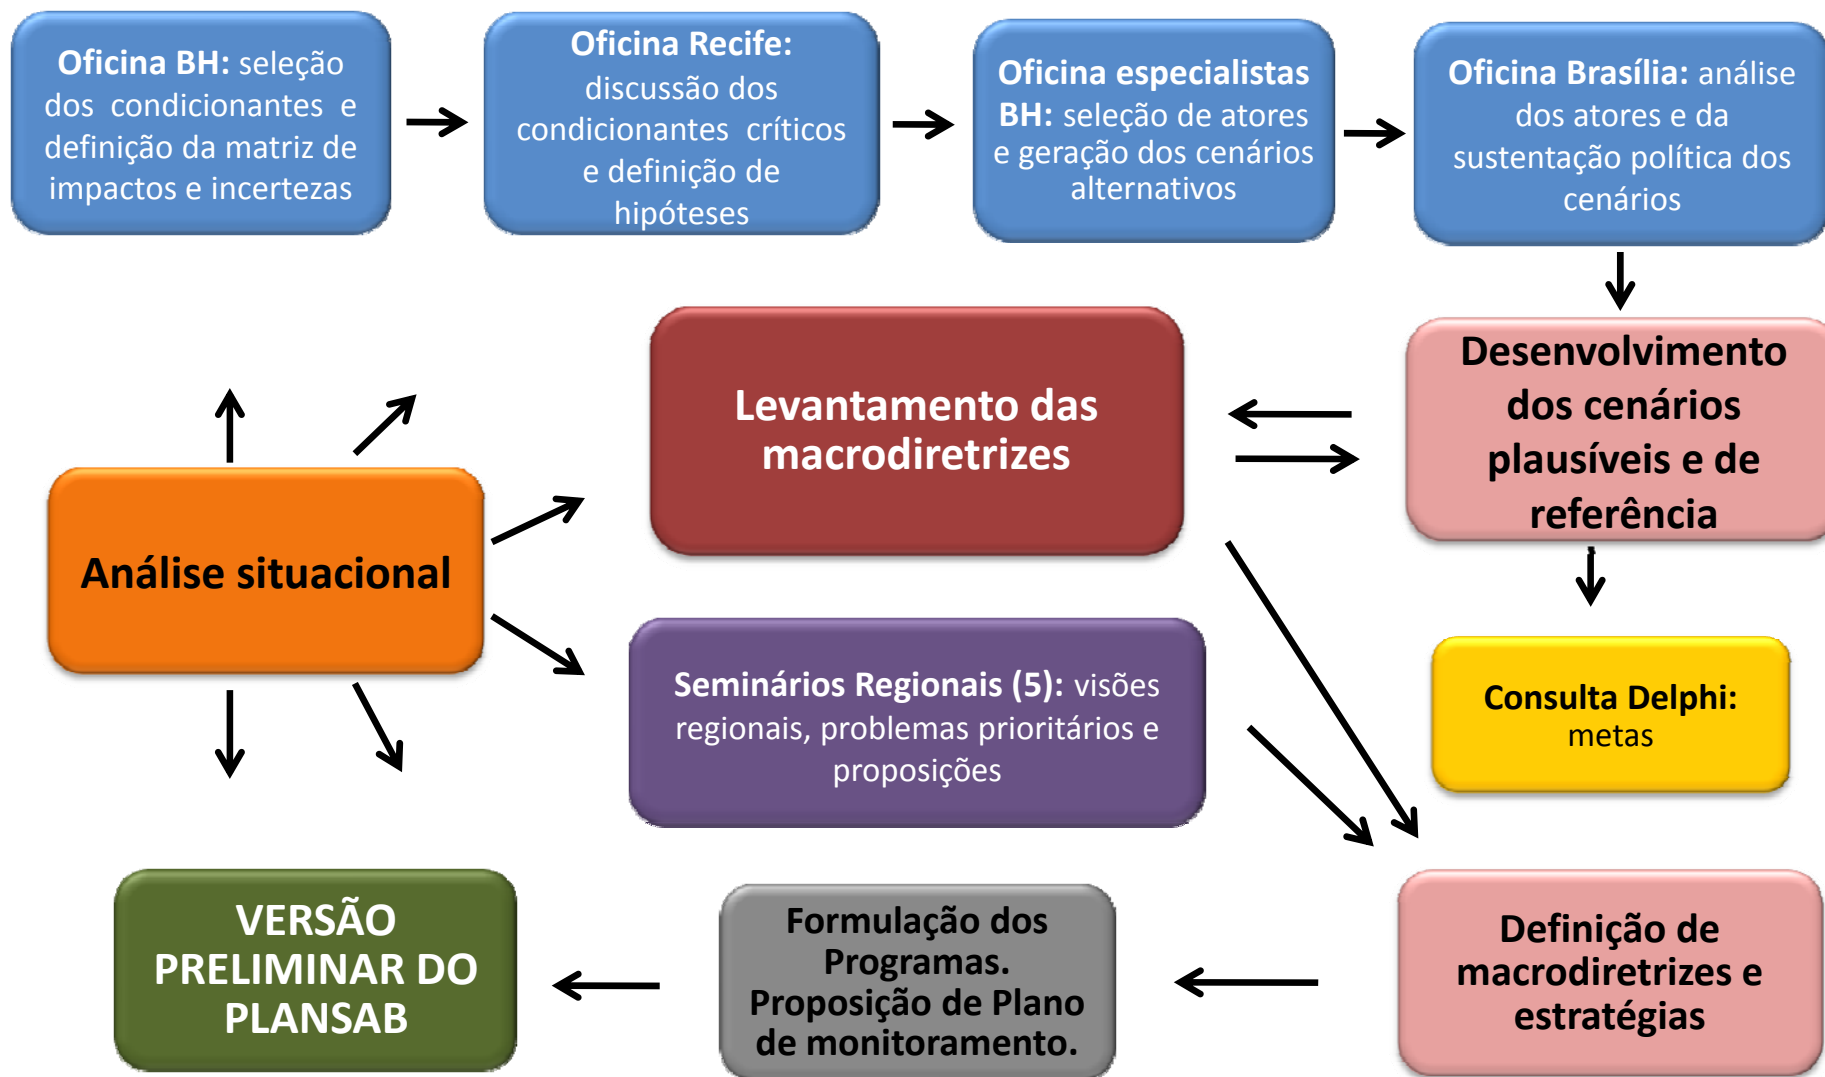 Oficina BH: seleção
dos condicionantes e
definição da matriz de
impactos e incertezas
Oficina Recife:
discussão dos
condicionantes críticos
e definição de
hipóteses
Oficina especialistas
BH: seleção de atores
e geração dos cenários
alternativos
Oficina Brasília: análise
dos atores e da
sustentação política dos
cenários
Levantamento das
macrodiretrizes
Desenvolvimento
dos cenários
plausíveis e de
referência
Análise situacional
Seminários Regionais (5): visões
regionais, problemas prioritários e
proposições
Consulta Delphi:
metas
VERSÃO
PRELIMINAR DO
PLANSAB
Formulação dos
Programas.
Proposição de Plano
de monitoramento.
Definição de
macrodiretrizes e
estratégias